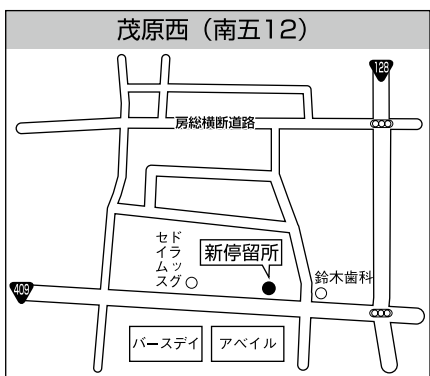 茂原西（南五12）
128
房総横断道路
ドラッグ
セイムス
新停留所
鈴木歯科
409
バースデイ
アベイル